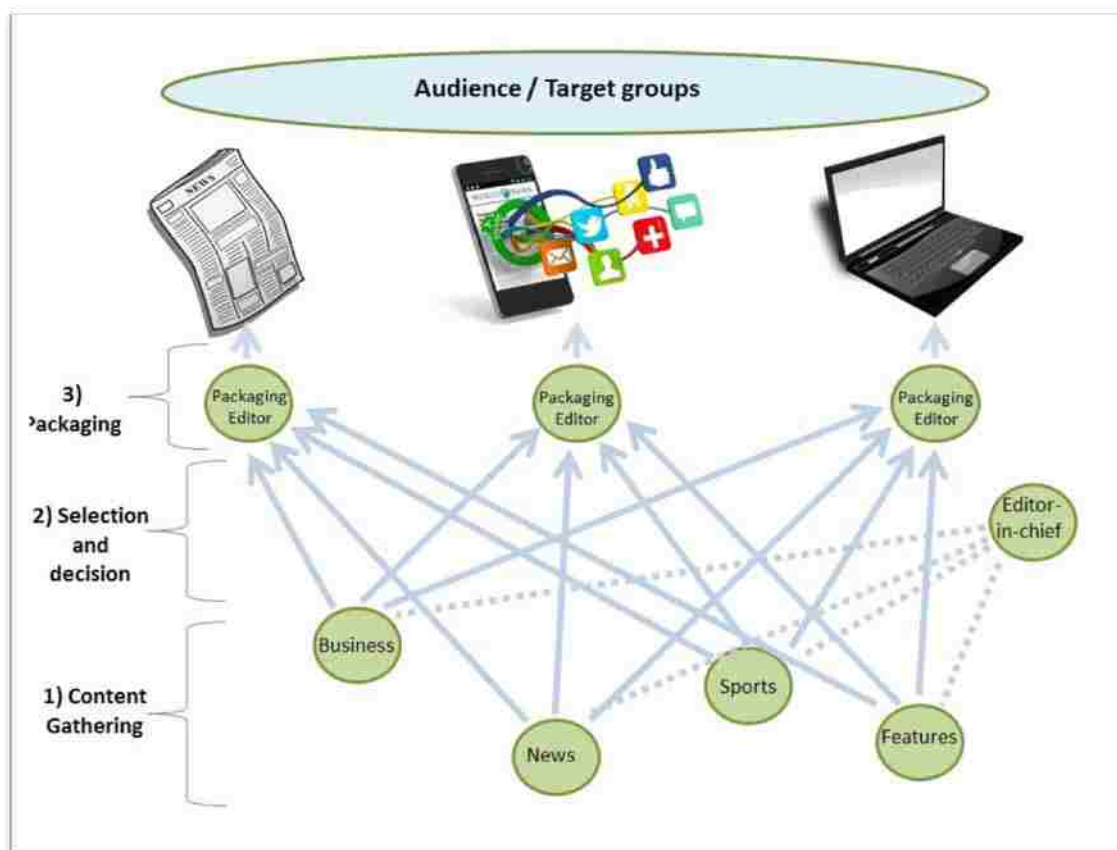 Audience / Target groups
NEWS
3)
Packaging
Packaging
Editor
Packaging
Editor
Packaging
Editor
2) Selection
and
decision
Editor-
in-chief
Business
1) Content
Gathering
Sports
News
Features